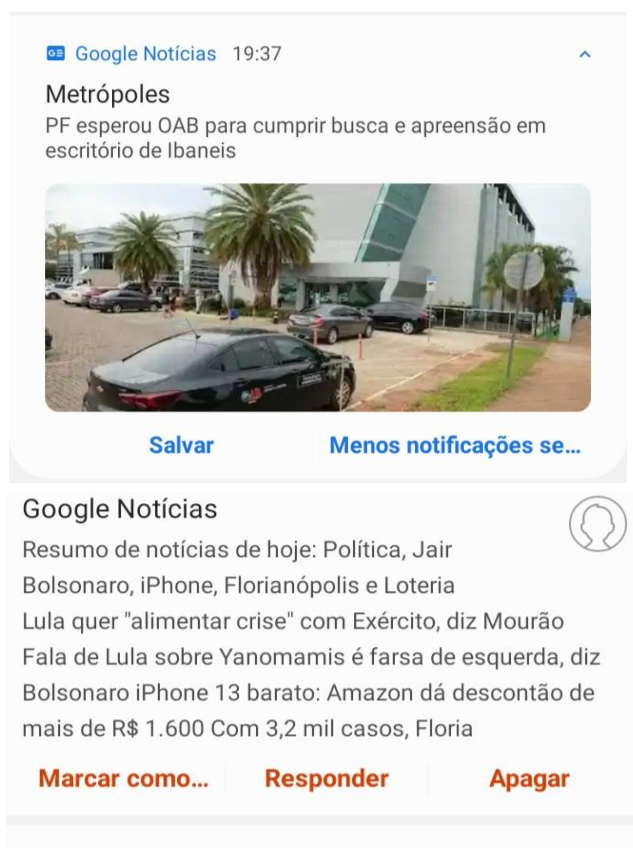 Google Notícias 19:37
Metrópoles
PF esperou OAB para cumprir busca e apreensão em
escritório de Ibaneis
Salvar Menos notificações se...
Google Notícias
Resumo de notícias de hoje: Política, Jair
Bolsonaro, iPhone, Florianópolis e Loteria
Lula quer "alimentar crise" com Exército, diz Mourão
Fala de Lula sobre Yanomamis é farsa de esquerda, diz
Bolsonaro iPhone 13 barato: Amazon dá descontão de
mais de R$ 1.600 Com 3,2 mil casos, Floria
Marcar como... Responder Apagar